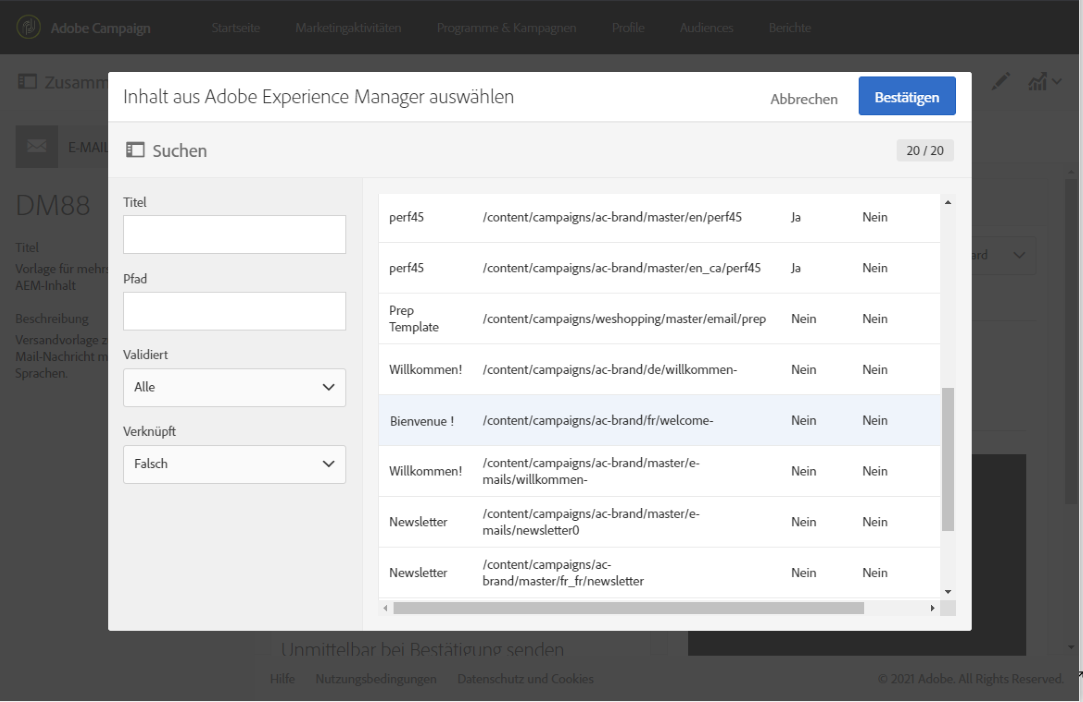 Adobe Campaign Startseite Marketingaktivitäten Programme & Kampagnen Profile Audiences Berichte
Zusamm
Inhalt aus Adobe Experience Manager auswählen
Abbrechen
Bestätigen
E-MAIL
Suchen
20 / 20
DM88
Titel
Vorlage für mehrs
AEM-Inhalt
Beschreibung
Versandvorlage z
Mail-Nachricht m
Sprachen.
Titel
Pfad
Validiert
Alle
Verknüpft
Falsch
perf45 /content/campaigns/ac-brand/master/en/perf45 Ja Nein
perf45 /content/campaigns/ac-brand/master/en_ca/perf45 Ja Nein
Prep
Template /content/campaigns/weshopping/master/email/prep Nein Nein
Willkommen! /content/campaigns/ac-brand/de/willkommen- Nein Nein
Bienvenue ! /content/campaigns/ac-brand/fr/welcome- Nein Nein
Willkommen! /content/campaigns/ac-brand/master/e-
mails/willkommen- Nein Nein
Newsletter /content/campaigns/ac-brand/master/e-
mails/newsletter0 Nein Nein
Newsletter /content/campaigns/ac-
brand/master/fr_fr/newsletter Nein Nein
ard
Unmittelbar bei Bestätigung senden
Hilfe Nutzungsbedingungen Datenschutz und Cookies
© 2021 Adobe. All Rights Reserved.